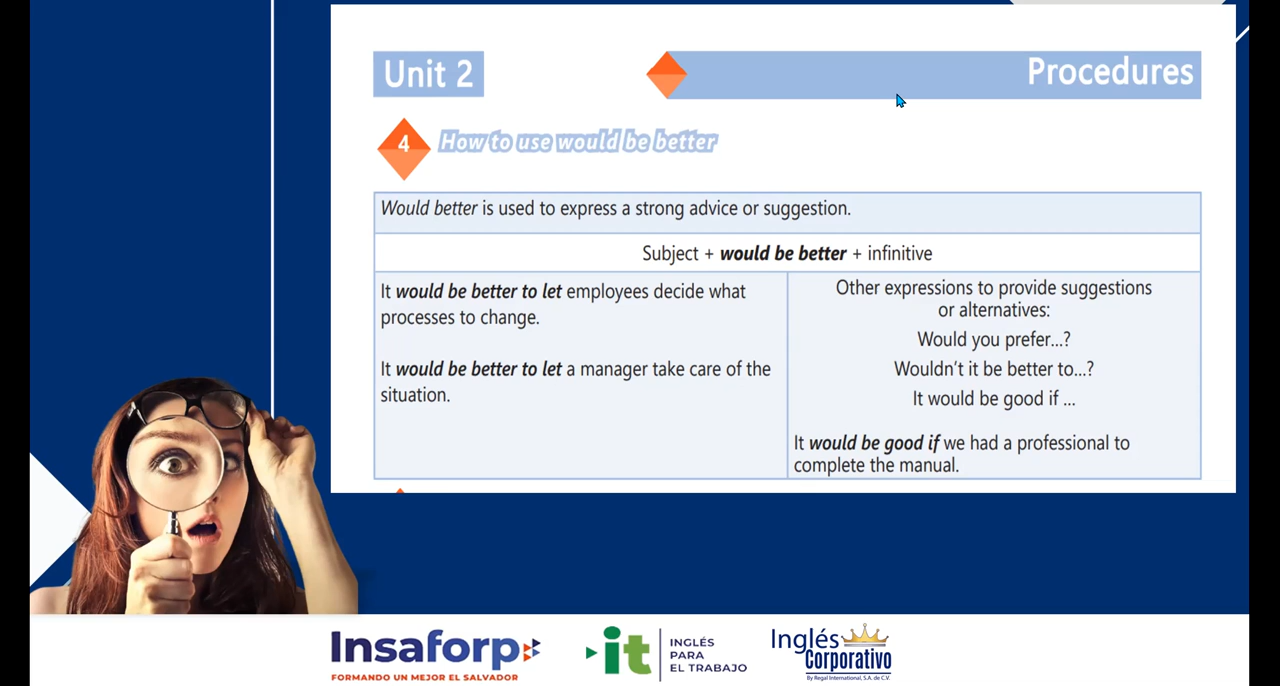 Unit 2
Procedures
4
How to use would be better
Would better is used to express a strong advice or suggestion.
Subject + would be better + infinitive
It would be better to let employees decide what
processes to change.
It would be better to let a manager take care of the
situation.
Other expressions to provide suggestions
or alternatives:
Would you prefer...?
Wouldn't it be better to...?
It would be good if ...
It would be good if we had a professional to
complete the manual.
Insaforp
FORMANDO UN MEJOR EL SALVADOR
it
INGLÉS
PARA
EL TRABAJO
Inglés
Corporativo
By Regal International, S.A. de C.V.